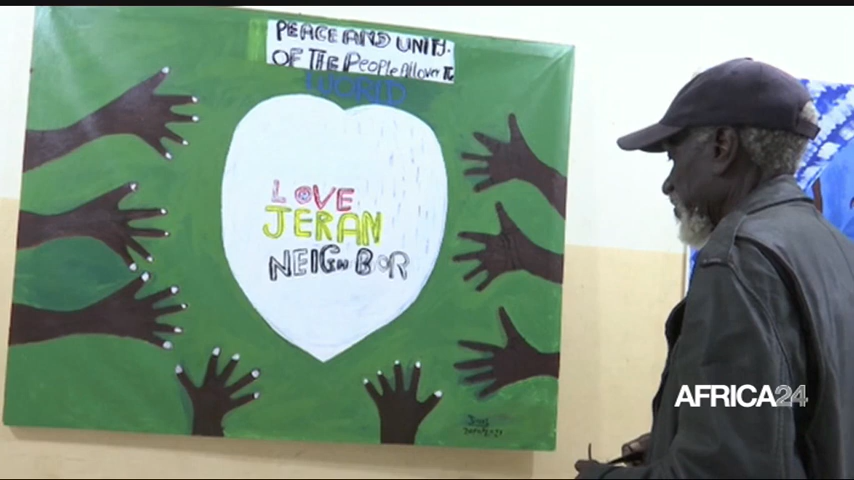 PEACE AND UNITY.
OF THE PEOPLE Allover The
WORLD
LOVE
JERAN
NEIGHBOR
AFRICA24